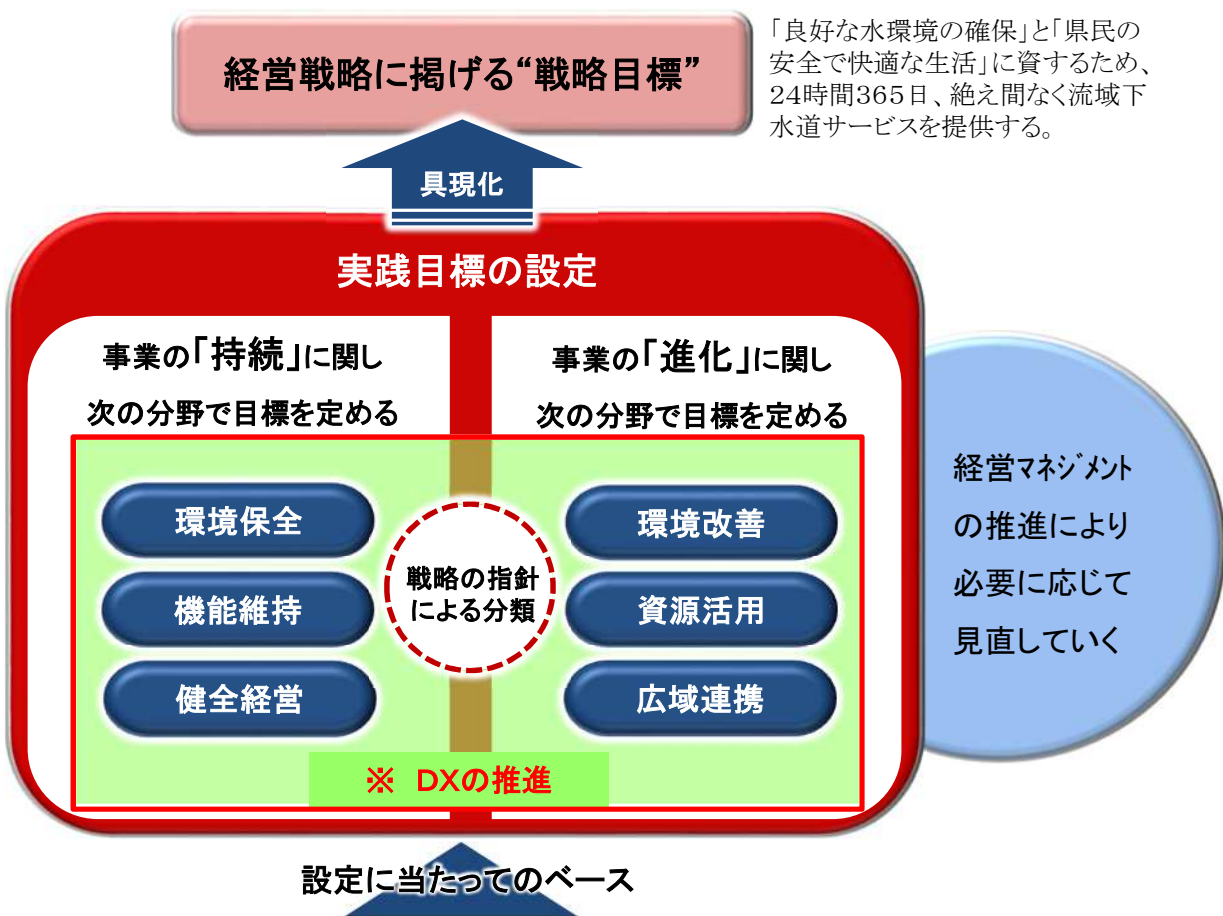 経営戦略に掲げる“戦略目標”
「良好な水環境の確保」と「県民の
安全で快適な生活」に資するため、
24時間365日、絶え間なく流域下
水道サービスを提供する。
具現化
実践目標の設定
事業の「持続」に関し
次の分野で目標を定める
事業の「進化」に関し
次の分野で目標を定める
環境保全
機能維持
健全経営
戦略の指針
による分類
環境改善
資源活用
広域連携
※ DXの推進
経営マネジメント
の推進により
必要に応じて
見直していく
設定に当たってのベース